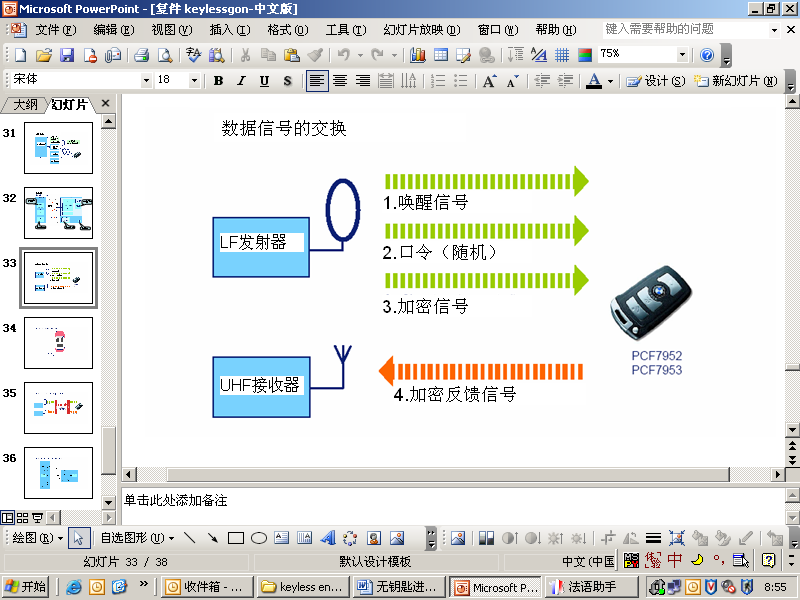 Microsoft PowerPoint - [复件 keylessgon-中文版]
文件(F) 编辑(E) 视图(V) 插入(I) 格式(O) 工具(T) 幻灯片放映(D) 窗口(W) 帮助(H) 键入需要帮助的问题
75%
宋体 18 B I U S A A A 设计(S) 新幻灯片(N)
大纲 幻灯片
31
32
33
34
35
36
数据信号的交换
LF发射器
1.唤醒信号
2.口令（随机）
3.加密信号
PCF7952
PCF7953
UHF接收器
4.加密反馈信号
单击此处添加备注
绘图(R) 自选图形(U)
幻灯片 33 / 38 默认设计模板 中文(中国
中
开始 收件箱 - ... keyless en... 无钥匙进... Microsoft P... 法语助手 8:55